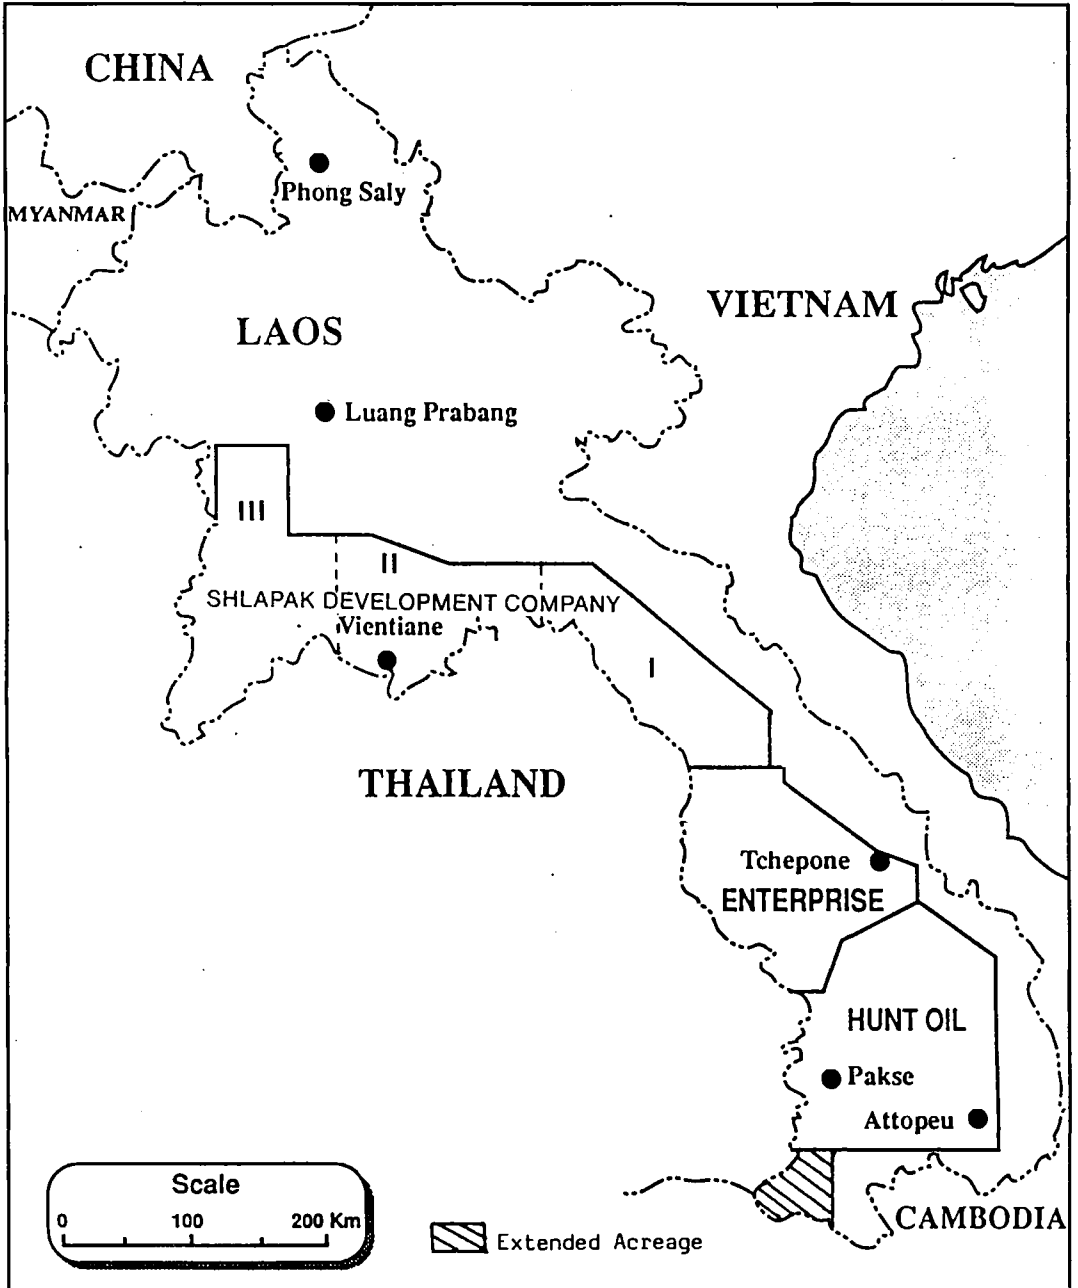 CHINA
Phong Saly
MYANMAR
VIETNAM
LAOS
Luang Prabang
III
II
SHLAPAK DEVELOPMENT COMPANY
Vientiane
I
THAILAND
Tchepone
ENTERPRISE
HUNT OIL
Pakse
Attopeu
Scale
0 100 200 Km
CAMBODIA
Extended Acreage